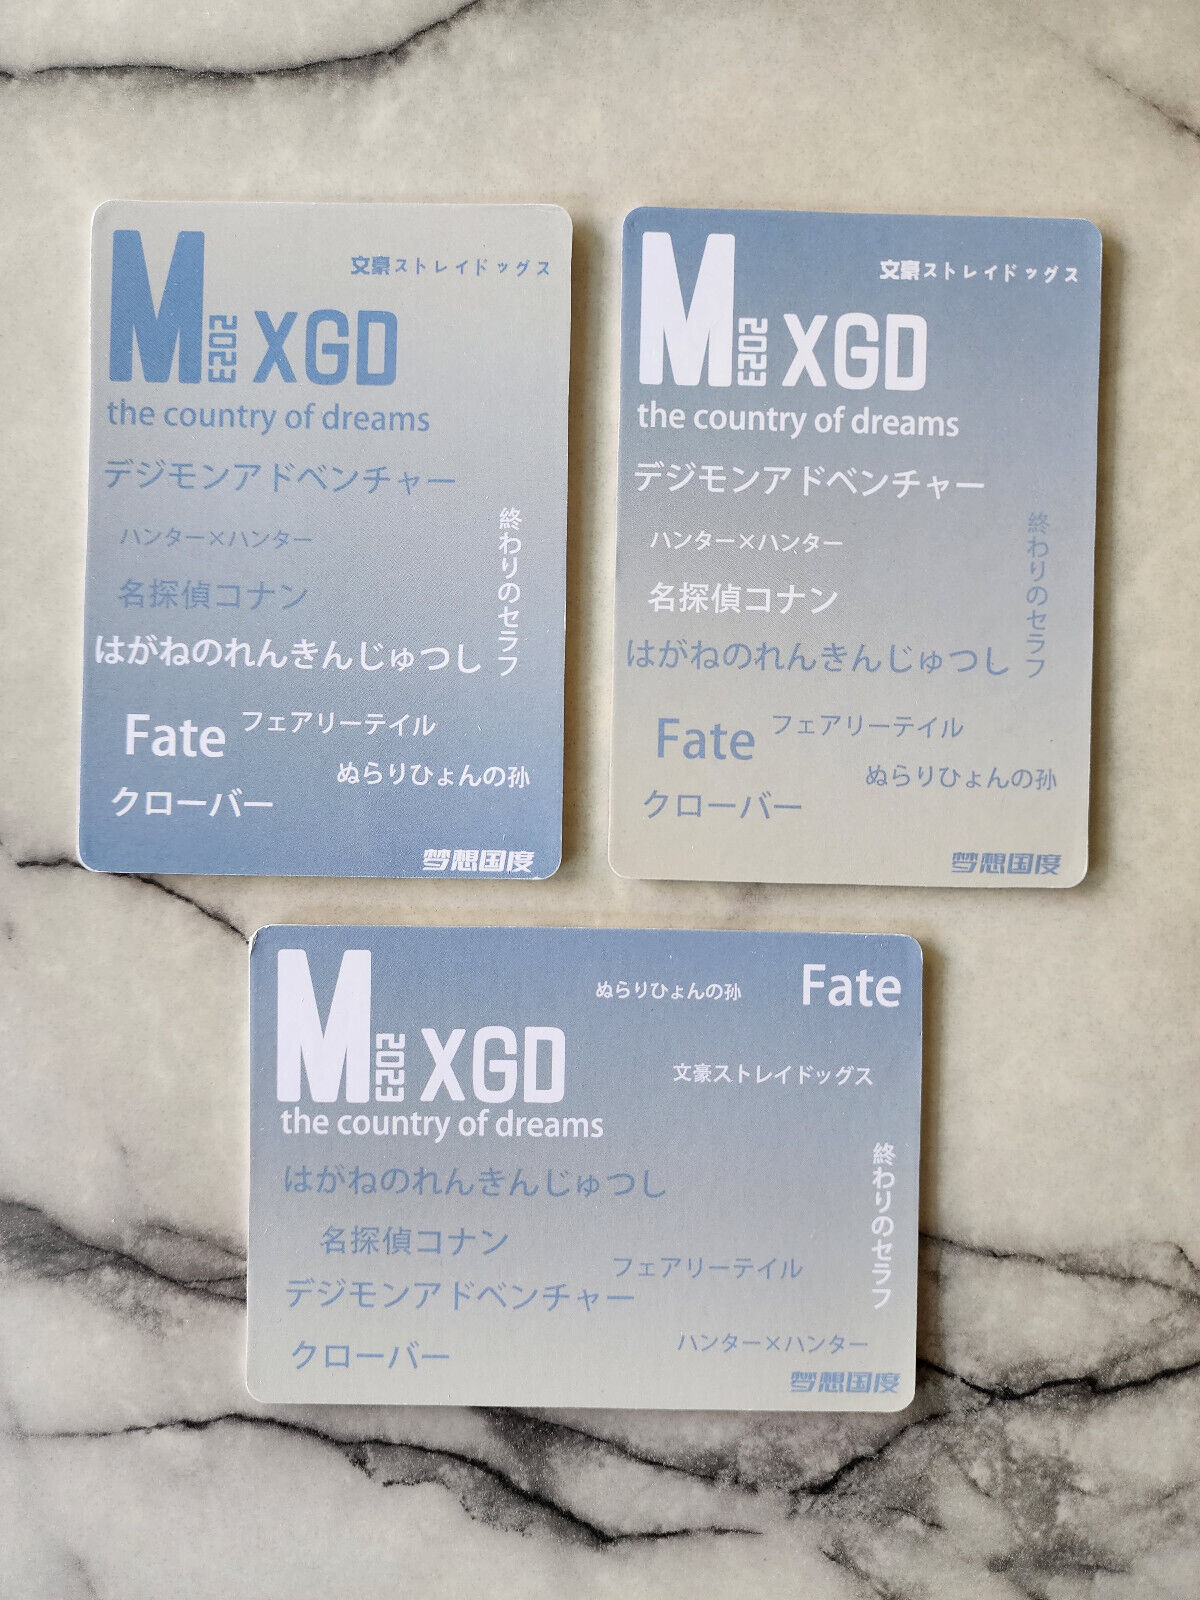 M 2023 XGD
文豪ストレイドッグス
the country of dreams
デジモンアドベンチャー
ハンター×ハンター
終わりのセラフ
名探偵コナン
はがねのれんきんじゅつし
Fate
フェアリーテイル
ぬらりひょんの孙
クローバー
梦想国度
M 2023 XGD
文豪ストレイドッグス
the country of dreams
デジモンアドベンチャー
ハンター×ハンター
終わりのセラフ
名探偵コナン
はがねのれんきんじゅつし
Fate
フェアリーテイル
ぬらりひょんの孙
クローバー
梦想国度
M 2023 XGD
ぬらりひょんの孙
Fate
文豪ストレイドッグス
the country of dreams
はがねのれんきんじゅつし
終わりのセラフ
名探偵コナン
フェアリーテイル
デジモンアドベンチャー
ハンター×ハンター
クローバー
梦想国度